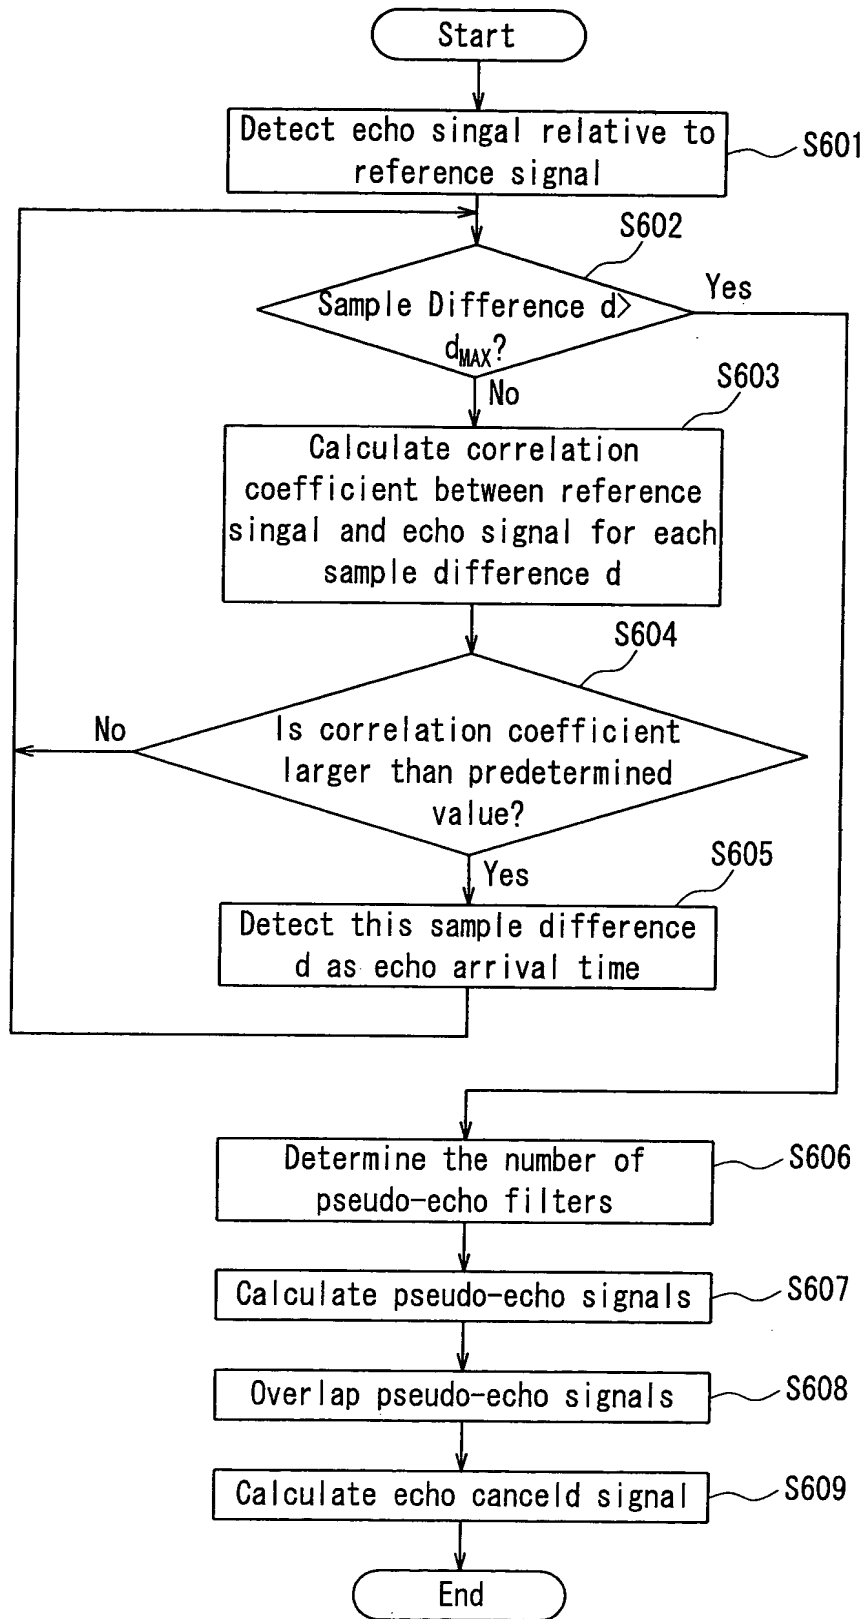 Start
Detect echo singal relative to
reference signal
S601
S602
Sample Difference d>
dMAX?
Yes
No
S603
Calculate correlation
coefficient between reference
singal and echo signal for each
sample difference d
S604
No
Is correlation coefficient
larger than predetermined
value?
Yes
S605
Detect this sample difference
d as echo arrival time
Determine the number of
pseudo-echo filters
S606
Calculate pseudo-echo signals
S607
Overlap pseudo-echo signals
S608
Calculate echo canceld signal
S609
End